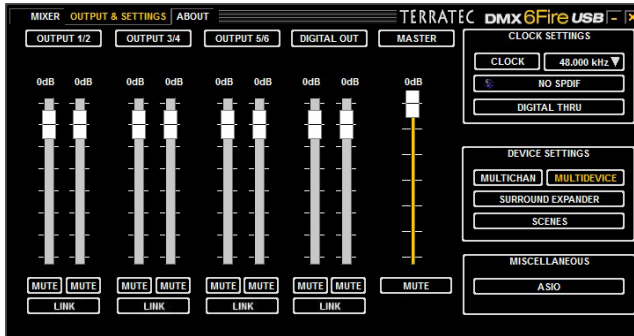 MIXER OUTPUT & SETTINGS ABOUT TERRATEC DMX 6Fire USB - ×
OUTPUT 1/2 OUTPUT 3/4 OUTPUT 5/6 DIGITAL OUT MASTER
0dB 0dB 0dB 0dB 0dB 0dB 0dB 0dB 0dB
MUTE MUTE MUTE MUTE MUTE MUTE MUTE MUTE MUTE
LINK LINK LINK LINK
CLOCK SETTINGS
CLOCK 48.000 kHz
NO SPDIF
DIGITAL THRU
DEVICE SETTINGS
MULTICHAN MULTIDEVICE
SURROUND EXPANDER
SCENES
MISCELLANEOUS
ASIO